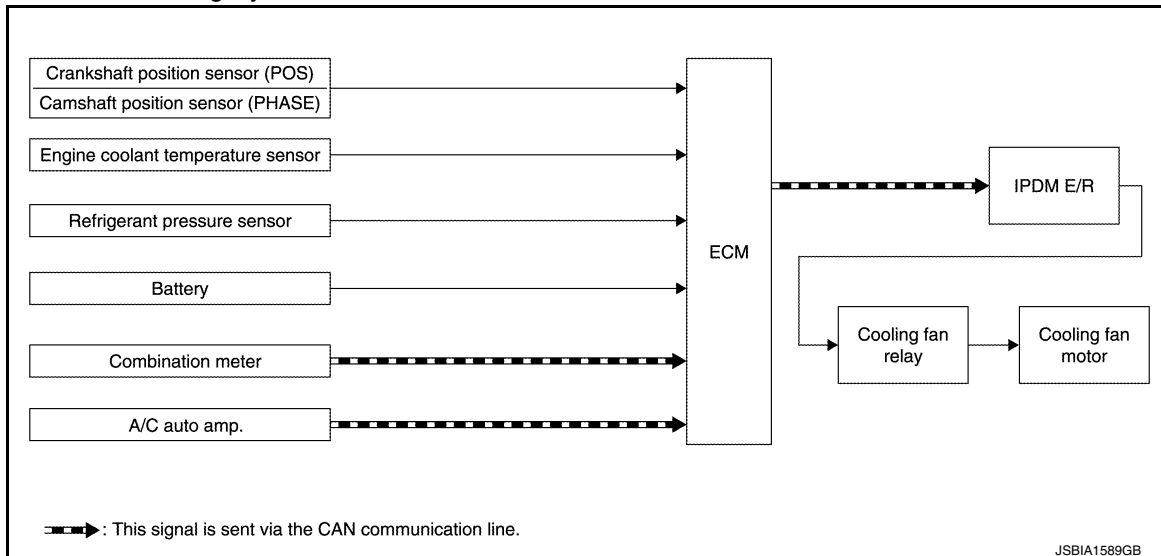 Crankshaft position sensor (POS)
Camshaft position sensor (PHASE)
Engine coolant temperature sensor
Refrigerant pressure sensor
Battery
Combination meter
A/C auto amp.
ECM
IPDM E/R
Cooling fan
relay
Cooling fan
motor
: This signal is sent via the CAN communication line.
JSBIA1589GB